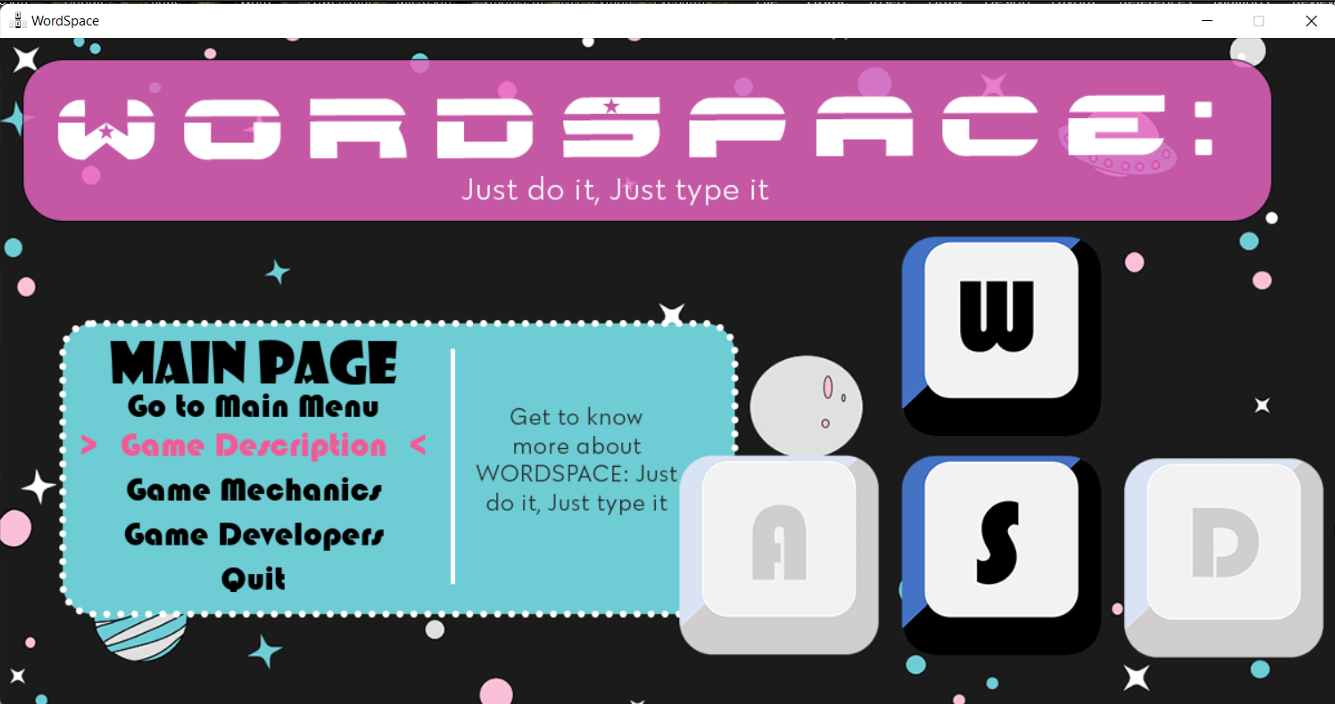 WordSpace
WORDSPACE:
Just do it, Just type it
MAIN PAGE
Go to Main Menu
> Game Description <
Game Mechanics
Game Developers
Quit
Get to know
more about
WORDSPACE: Just
do it, Just type it
W
A
S
D